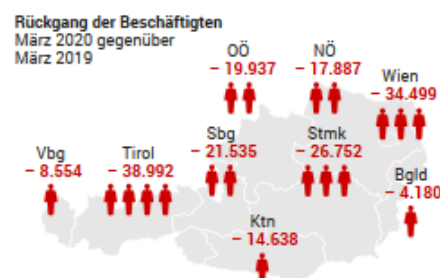 Rückgang der Beschäftigten
März 2020 gegenüber
März 2019
OÖ
– 19.937
NÖ
– 17.887
Wien
– 34.499
Vbg
– 8.554
Tirol
– 38.992
Sbg
– 21.535
Stmk
– 26.752
Bgld
– 4.180
Ktn
– 14.638